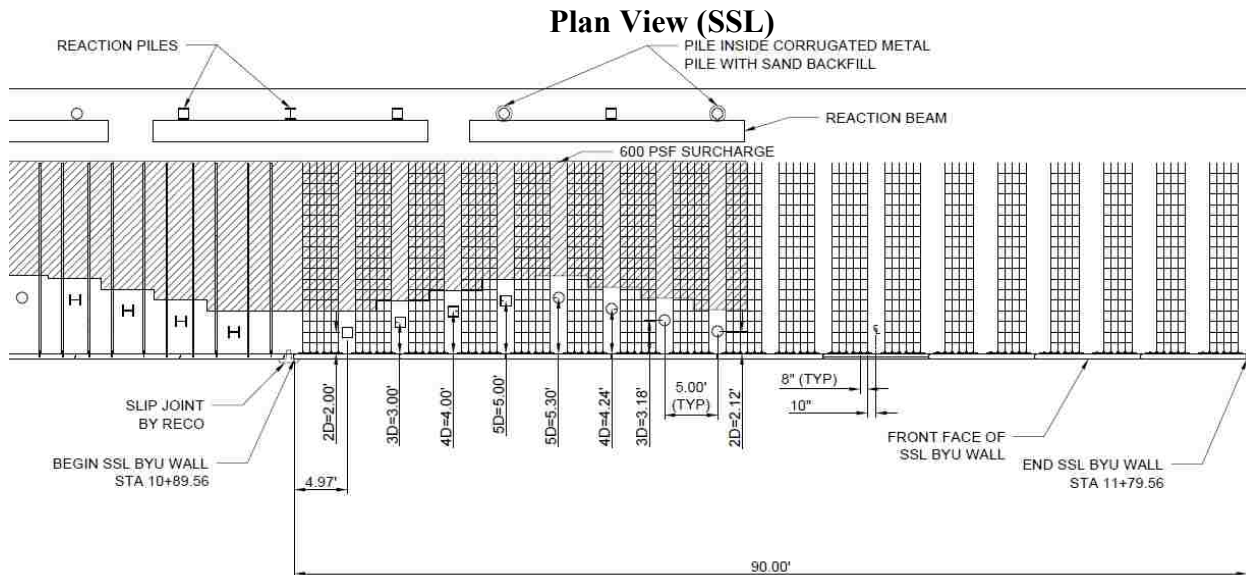 Plan View (SSL)
REACTION PILES
PILE INSIDE CORRUGATED METAL
PILE WITH SAND BACKFILL
REACTION BEAM
600 PSF SURCHARGE
H
H
H
H
℄
2D=2.00'
3D=3.00'
4D=4.00'
5D=5.00'
5D=5.30'
4D=4.24'
3D=3.18'
5.00'
(TYP)
2D=2.12'
8" (TYP)
10"
SLIP JOINT
BY RECO
BEGIN SSL BYU WALL
STA 10+89.56
4.97'
FRONT FACE OF
SSL BYU WALL
END SSL BYU WALL
STA 11+79.56
90.00'